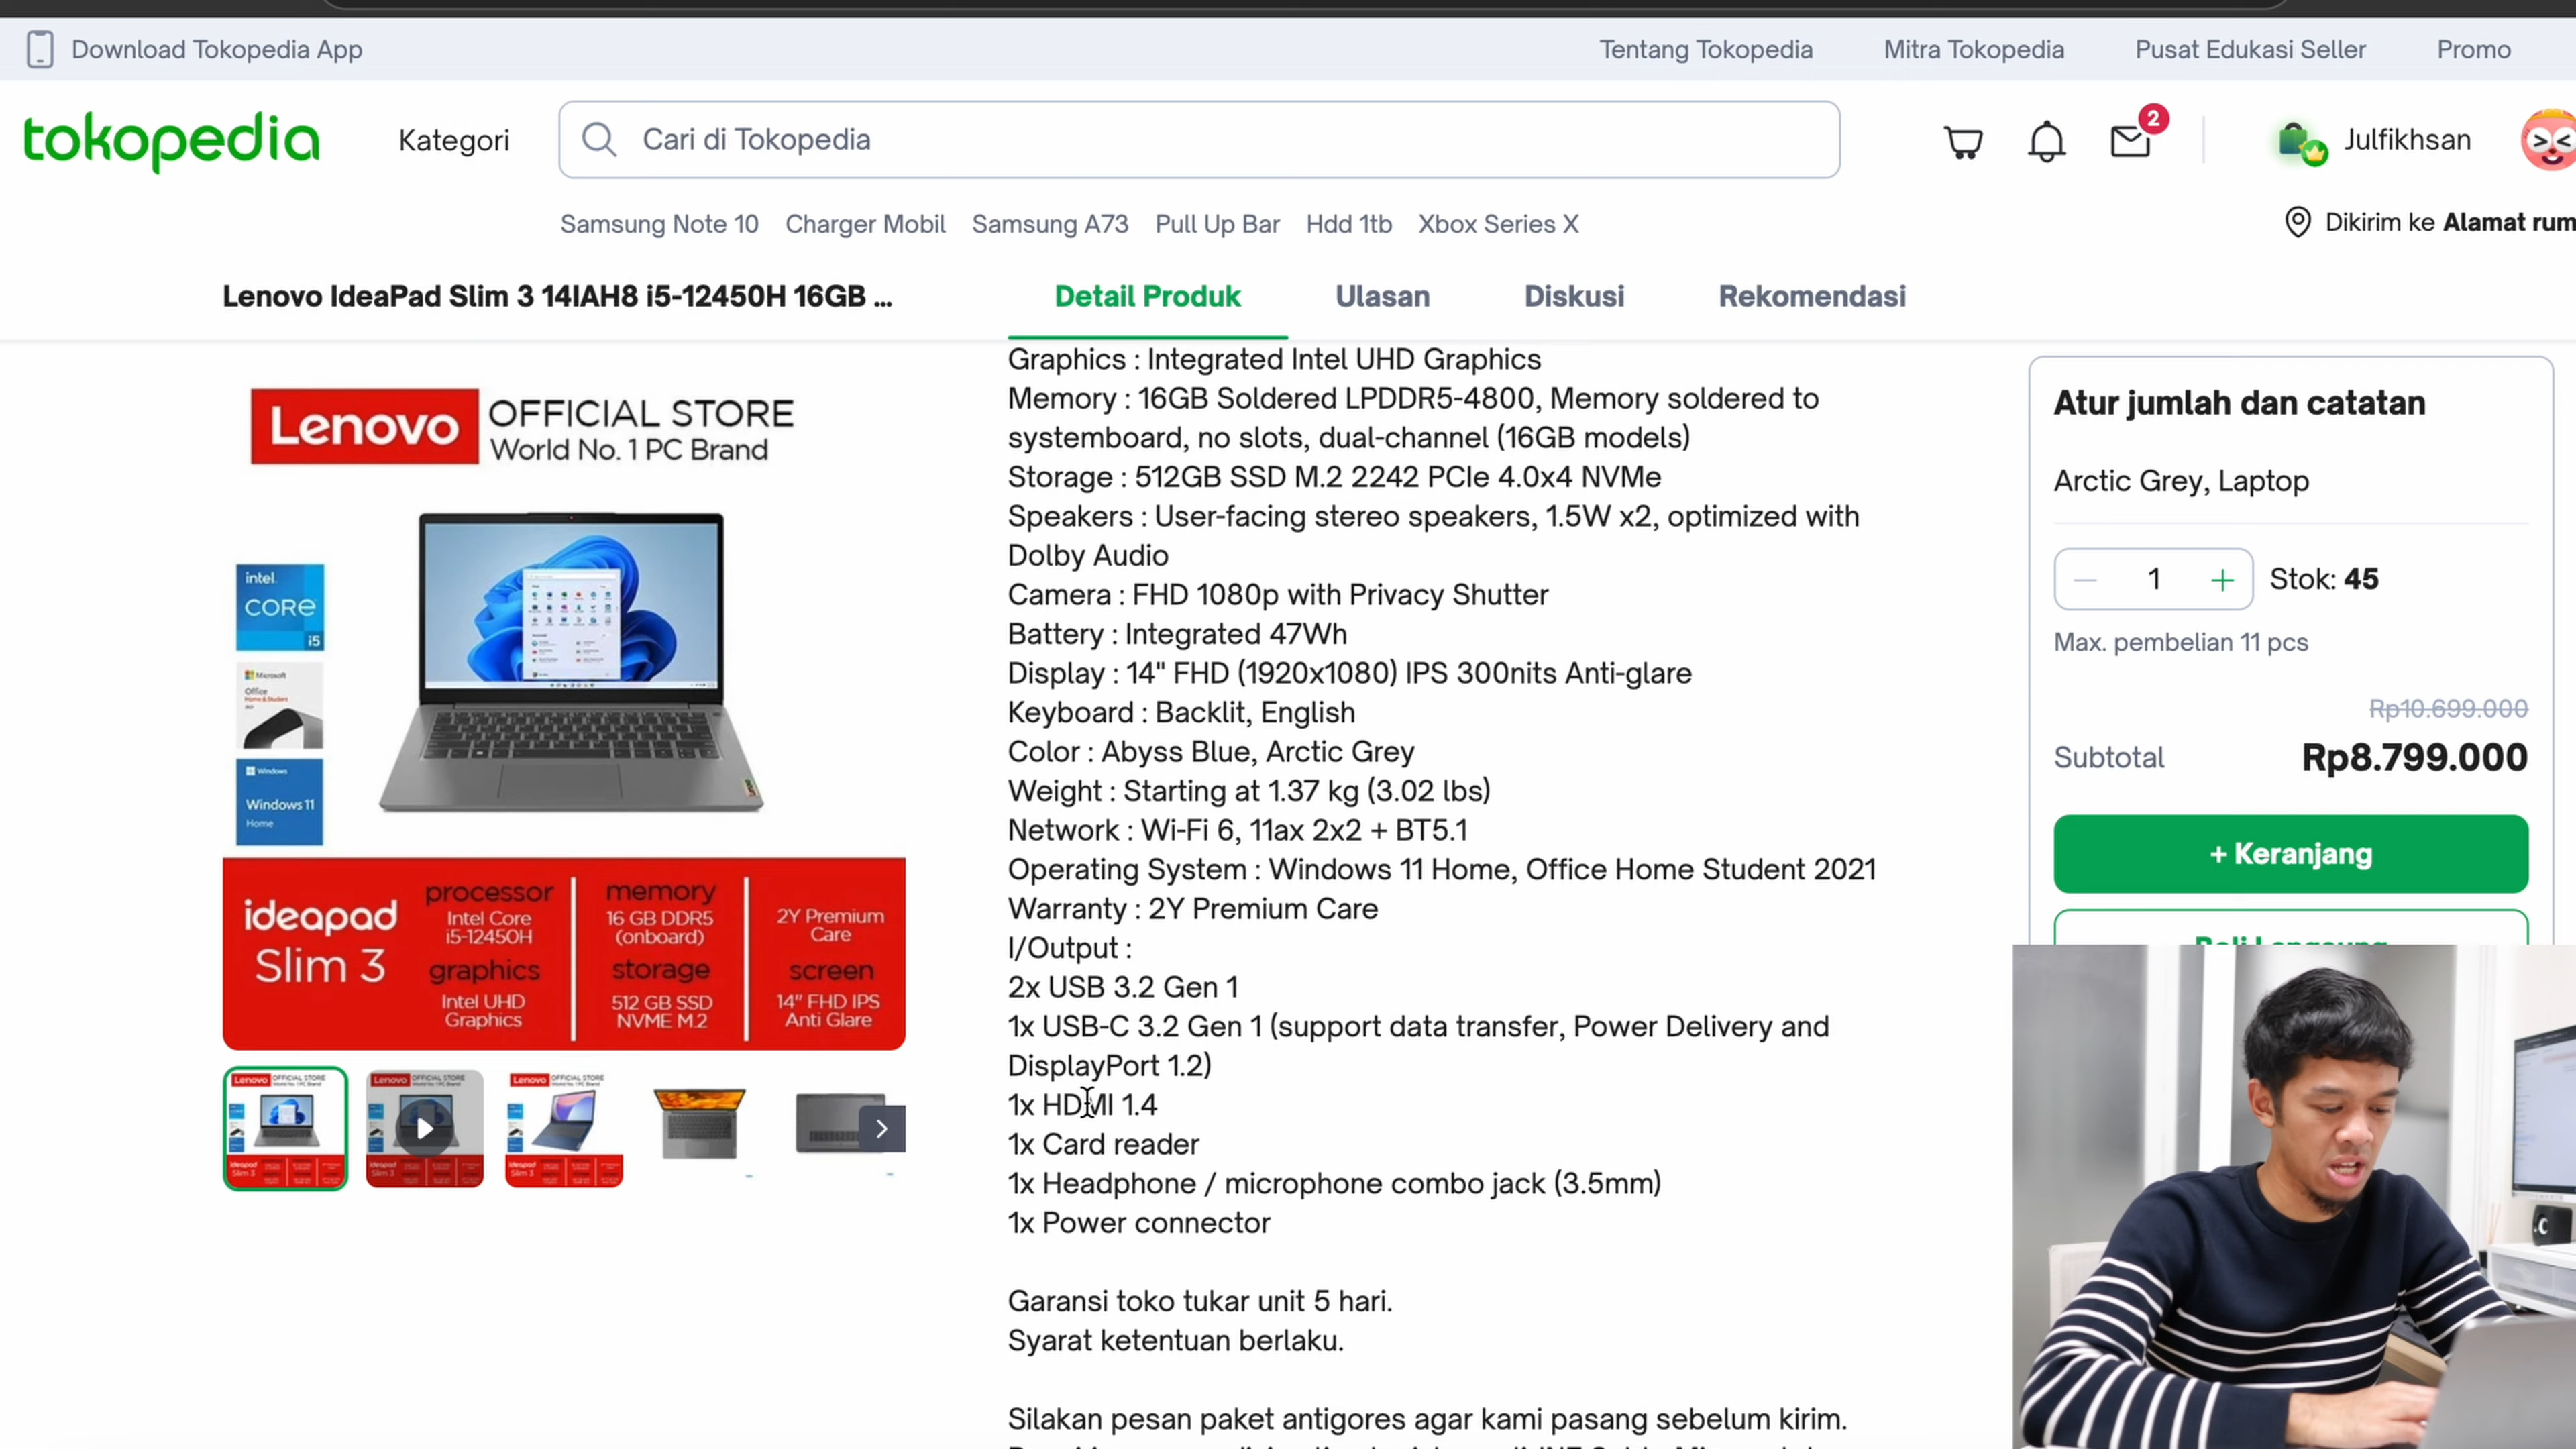 Download Tokopedia App
Tentang Tokopedia
Mitra Tokopedia
Pusat Edukasi Seller
Promo
tokopedia
Kategori
Cari di Tokopedia
2
Julfikhsan
Samsung Note 10
Charger Mobil
Samsung A73
Pull Up Bar
Hdd 1tb
Xbox Series X
Dikirim ke Alamat rum
Lenovo IdeaPad Slim 3 14IAH8 i5-12450H 16GB ...
Detail Produk
Ulasan
Diskusi
Rekomendasi
Lenovo
OFFICIAL STORE
World No. 1 PC Brand
intel
CORE
i5
Microsoft
Office
Home & Student
Windows
Windows 11
Home
ideapad
Slim 3
processor
Intel Core
i5-12450H
graphics
Intel UHD
Graphics
memory
16 GB DDR5
(onboard)
storage
512 GB SSD
NVME M.2
2Y Premium
Care
screen
14" FHD IPS
Anti Glare
Graphics : Integrated Intel UHD Graphics
Memory : 16GB Soldered LPDDR5-4800, Memory soldered to
systemboard, no slots, dual-channel (16GB models)
Storage : 512GB SSD M.2 2242 PCIe 4.0x4 NVMe
Speakers : User-facing stereo speakers, 1.5W x2, optimized with
Dolby Audio
Camera : FHD 1080p with Privacy Shutter
Battery : Integrated 47Wh
Display : 14" FHD (1920x1080) IPS 300nits Anti-glare
Keyboard : Backlit, English
Color : Abyss Blue, Arctic Grey
Weight : Starting at 1.37 kg (3.02 lbs)
Network : Wi-Fi 6, 11ax 2x2 + BT5.1
Operating System : Windows 11 Home, Office Home Student 2021
Warranty : 2Y Premium Care
I/Output :
2x USB 3.2 Gen 1
1x USB-C 3.2 Gen 1 (support data transfer, Power Delivery and
DisplayPort 1.2)
1x HDMI 1.4
1x Card reader
1x Headphone / microphone combo jack (3.5mm)
1x Power connector
Garansi toko tukar unit 5 hari.
Syarat ketentuan berlaku.
Silakan pesan paket antigores agar kami pasang sebelum kirim.
Atur jumlah dan catatan
Arctic Grey, Laptop
1
Stok: 45
Max. pembelian 11 pcs
Rp10.699.000
Subtotal
Rp8.799.000
+ Keranjang